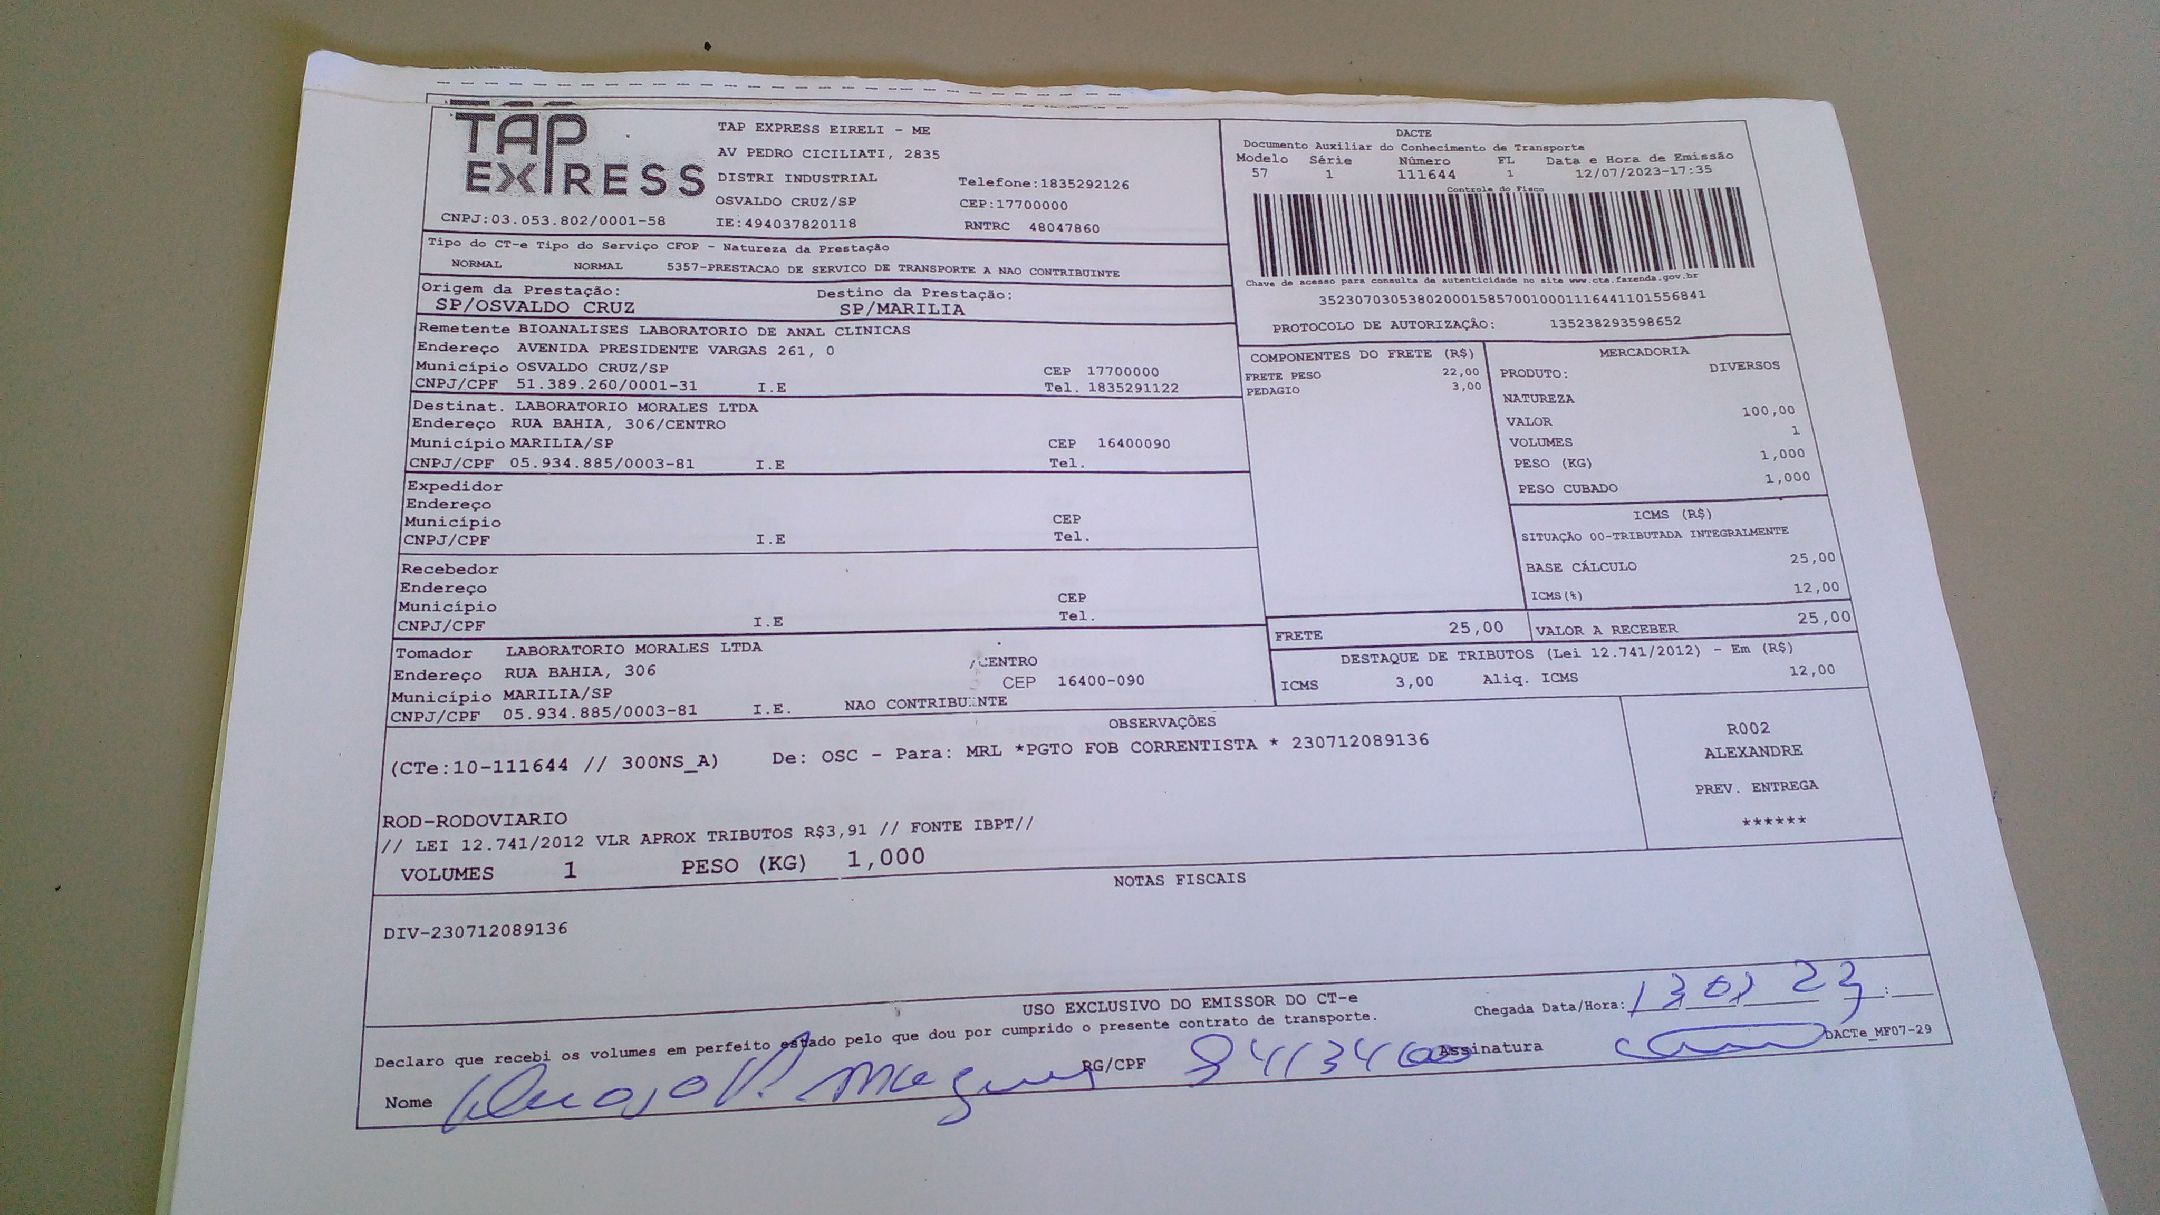 TAP EXPRESS
TAP EXPRESS EIRELI - ME
AV PEDRO CICILIATI, 2835
DISTRI INDUSTRIAL Telefone:1835292126
OSVALDO CRUZ/SP CEP:17700000
CNPJ:03.053.802/0001-58 IE:494037820118 RNTRC 48047860
DACTE
Documento Auxiliar do Conhecimento de Transporte
Modelo Série Número FL Data e Hora de Emissão
57 1 111644 1 12/07/2023-17:35
Controle do Fisco
Chave de acesso para consulta de autenticidade no site www.cte.fazenda.gov.br
35230703053802000158570010001116441101556841
PROTOCOLO DE AUTORIZAÇÃO: 135238293598652
Tipo do CT-e Tipo do Serviço CFOP - Natureza da Prestação
NORMAL NORMAL 5357-PRESTACAO DE SERVICO DE TRANSPORTE A NAO CONTRIBUINTE
Origem da Prestação: Destino da Prestação:
SP/OSVALDO CRUZ SP/MARILIA
Remetente BIOANALISES LABORATORIO DE ANAL CLINICAS
Endereço AVENIDA PRESIDENTE VARGAS 261, 0
Município OSVALDO CRUZ/SP CEP 17700000
CNPJ/CPF 51.389.260/0001-31 I.E Tel. 1835291122
Destinat. LABORATORIO MORALES LTDA
Endereço RUA BAHIA, 306/CENTRO
Município MARILIA/SP CEP 16400090
CNPJ/CPF 05.934.885/0003-81 I.E Tel.
Expedidor
Endereço
Município CEP
CNPJ/CPF I.E Tel.
Recebedor
Endereço
Município CEP
CNPJ/CPF I.E Tel.
Tomador LABORATORIO MORALES LTDA
Endereço RUA BAHIA, 306 /CENTRO
Município MARILIA/SP CEP 16400-090
CNPJ/CPF 05.934.885/0003-81 I.E. NAO CONTRIBUINTE
COMPONENTES DO FRETE (R$)
FRETE PESO 22,00
PEDAGIO 3,00
MERCADORIA
PRODUTO: DIVERSOS
NATUREZA
VALOR 100,00
VOLUMES 1
PESO (KG) 1,000
PESO CUBADO 1,000
ICMS (R$)
SITUAÇÃO 00-TRIBUTADA INTEGRALMENTE
BASE CÁLCULO 25,00
ICMS(%) 12,00
FRETE 25,00 VALOR A RECEBER 25,00
DESTAQUE DE TRIBUTOS (Lei 12.741/2012) - Em (R$)
ICMS 3,00 Aliq. ICMS 12,00
OBSERVAÇÕES
(CTe:10-111644 // 300NS_A) De: OSC - Para: MRL *PGTO FOB CORRENTISTA * 230712089136
ROD-RODOVIARIO
// LEI 12.741/2012 VLR APROX TRIBUTOS R$3,91 // FONTE IBPT//
VOLUMES 1 PESO (KG) 1,000
R002
ALEXANDRE
PREV. ENTREGA
******
NOTAS FISCAIS
DIV-230712089136
USO EXCLUSIVO DO EMISSOR DO CT-e
Declaro que recebi os volumes em perfeito estado pelo que dou por cumprido o presente contrato de transporte.
Chegada Data/Hora: 13 07 23
Nome RG/CPF Assinatura
DACTe_MF07-29